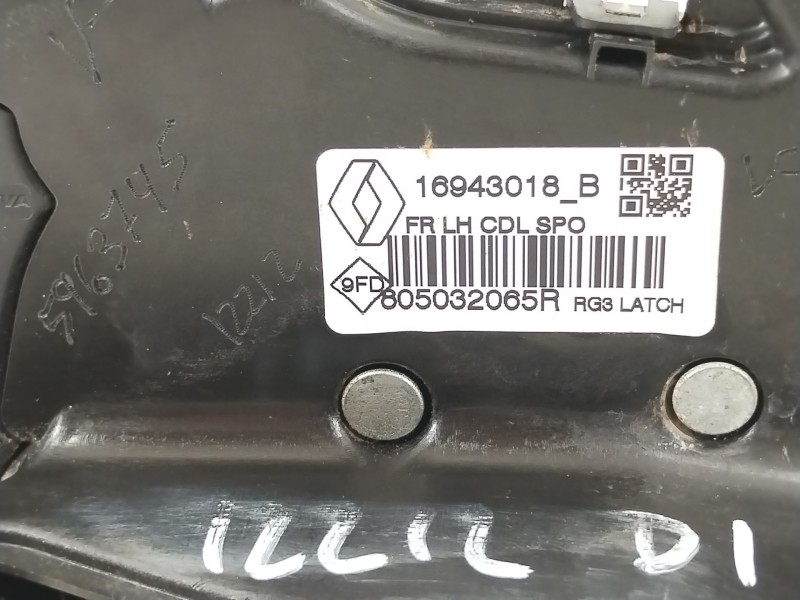 16943018_B
FR LH CDL SPO
9FD
805032065R RG3 LATCH
5963745
12212
12212 D1